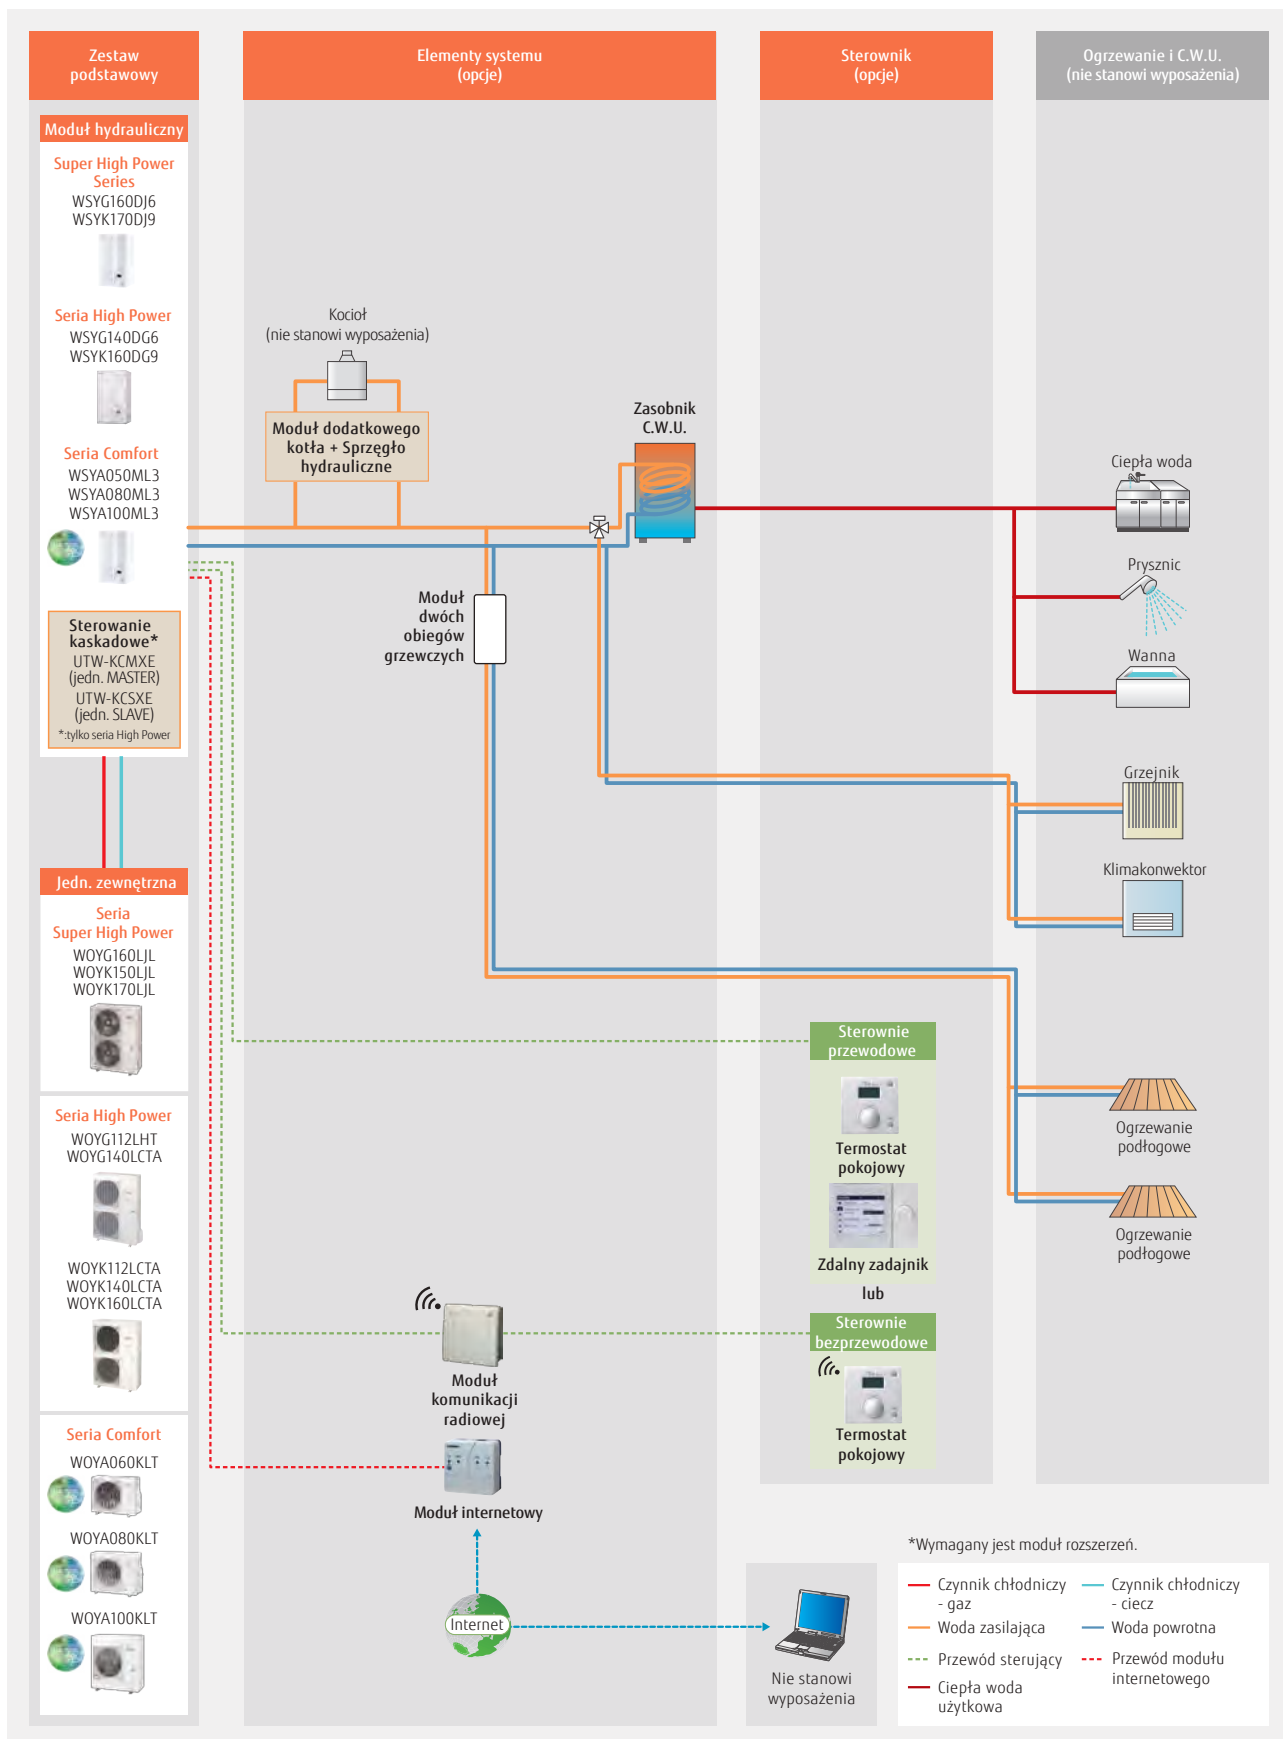 Zestaw
podstawowy
Elementy systemu
(opcje)
Sterownik
(opcje)
Ogrzewanie i C.W.U.
(nie stanowi wyposażenia)
Moduł hydrauliczny
Super High Power
Series
WSYG160DJ6
WSYK170DJ9
Seria High Power
WSYG140DG6
WSYK160DG9
Seria Comfort
WSYA050ML3
WSYA080ML3
WSYA100ML3
Sterowanie
kaskadowe*
UTW-KCMXE
(jedn. MASTER)
UTW-KCSXE
(jedn. SLAVE)
*:tylko seria High Power
Jedn. zewnętrzna
Seria
Super High Power
WOYG160LJL
WOYK150LJL
WOYK170LJL
Seria High Power
WOYG112LHT
WOYG140LCTA
WOYK112LCTA
WOYK140LCTA
WOYK160LCTA
Seria Comfort
WOYA060KLT
WOYA080KLT
WOYA100KLT
Kocioł
(nie stanowi wyposażenia)
Moduł dodatkowego
kotła + Sprzęgło
hydrauliczne
Zasobnik
C.W.U.
Moduł
dwóch
obiegów
grzewczych
Moduł
komunikacji
radiowej
Moduł internetowy
Internet
Sterownie
przewodowe
Termostat
pokojowy
Zdalny zadajnik
lub
Sterownie
bezprzewodowe
Termostat
pokojowy
Ciepła woda
Prysznic
Wanna
Grzejnik
Klimakonwektor
Ogrzewanie
podłogowe
Ogrzewanie
podłogowe
Nie stanowi
wyposażenia
*Wymagany jest moduł rozszerzeń.
Czynnik chłodniczy
- gaz
Czynnik chłodniczy
- ciecz
Woda zasilająca
Woda powrotna
Przewód sterujący
Przewód modułu
internetowego
Ciepła woda
użytkowa